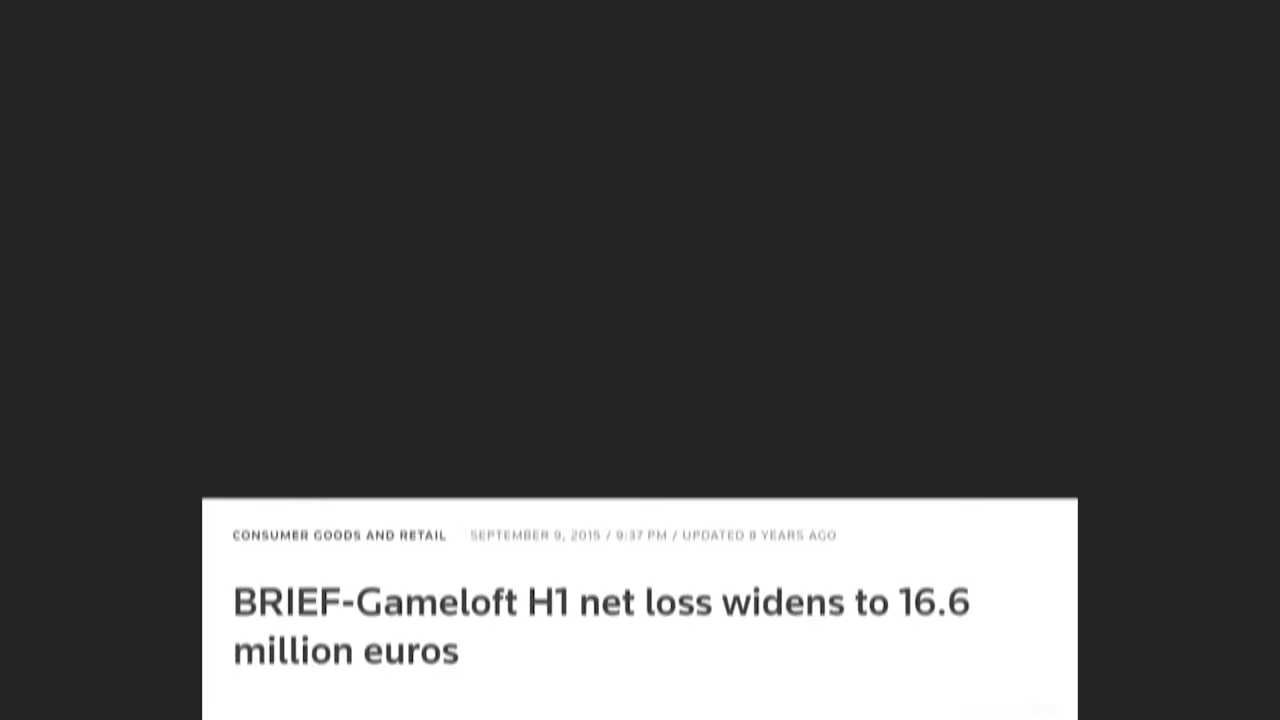 CONSUMER GOODS AND RETAIL SEPTEMBER 9, 2015 / 9:37 PM / UPDATED 8 YEARS AGO
BRIEF-Gameloft H1 net loss widens to 16.6
million euros